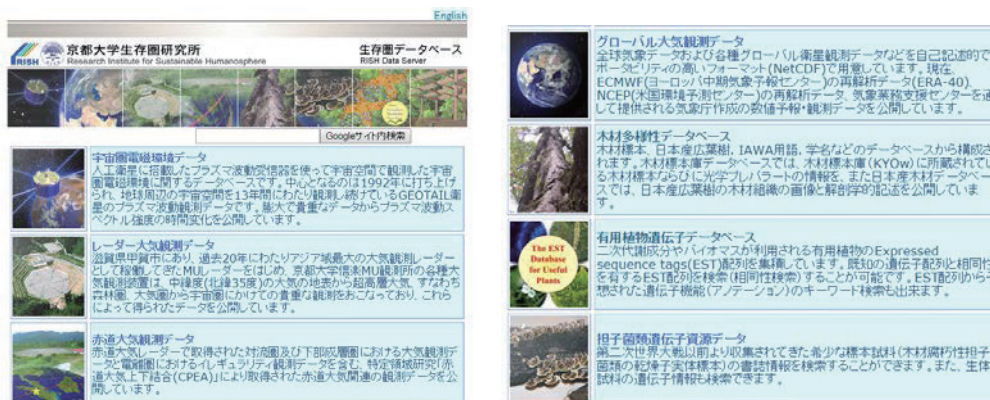 English
RISH
京都大学生存圏研究所
Research Institute for Sustainable Humanosphere
生存圏データベース
RISH Data Server
Googleサイト内検索
宇宙圏電磁環境データ
人工衛星に搭載したプラズマ波動受信器を使って宇宙空間で観測した宇宙
圏電磁環境に関するデータベースです。中心となるのは1992年に打ち上げ
られ、地球周辺の宇宙空間を13年間にわたり観測し続けているGEOTAIL衛
星のプラズマ波動観測データです。膨大で貴重なデータからプラズマ波動ス
ペクトル強度の時間変化を公開しています。
レーダー大気観測データ
滋賀県甲賀市にあり、過去20年にわたりアジア域最大の大気観測レーダー
として稼働してきたMUレーダーをはじめ、京都大学信楽MU観測所の各種大
気観測装置は、中緯度(北緯35度)の大気の地表から超高層大気、すなわち
森林圏、大気圏から宇宙圏にかけての貴重な観測をおこなっており、これら
によって得られたデータを公開しています。
赤道大気観測データ
赤道大気レーダーで取得された対流圏及び下部成層圏における大気観測デ
ータと電離圏におけるイレギュラリティ観測データを含む、特定領域研究「赤
道大気上下結合(CPEA)」により取得された赤道大気関連の観測データを公
開しています。
グローバル大気観測データ
全球気象データおよび各種グローバル衛星観測データなどを自己記述的で
ポータビリティの高いフォーマット(NetCDF)で用意しています。現在、
ECMWF(ヨーロッパ中期気象予報センター)の再解析データ(ERA-40)、
NCEP(米国環境予測センター)の再解析データ、気象業務支援センターを通
して提供される気象庁作成の数値予報・観測データを公開しています。
木材多様性データベース
木材標本、日本産広葉樹、IAWA用語、学名などのデータベースから構成さ
れます。木材標本庫データベースでは、木材標本庫(KYOw)に所蔵されてい
る木材標本ならびに光学プレパラートの情報を、また日本産木材データベー
スでは、日本産広葉樹の木材組織の画像と解剖学的記述を公開していま
す。
The EST
Database
for Useful
Plants
有用植物遺伝子データベース
二次代謝成分やバイオマスが利用される有用植物のExpressed
sequence tags(EST)配列を集積しています。既知の遺伝子配列と相同性
を有するEST配列を検索(相同性検索)することが可能です。EST配列から予
想された遺伝子機能(アノテーション)のキーワード検索も出来ます。
担子菌類遺伝子資源データ
第二次世界大戦以前より収集されてきた希少な標本試料(木材腐朽性担子
菌類の乾燥子実体標本)の書誌情報を検索することができます。また、生体
試料の遺伝子情報も検索できます。